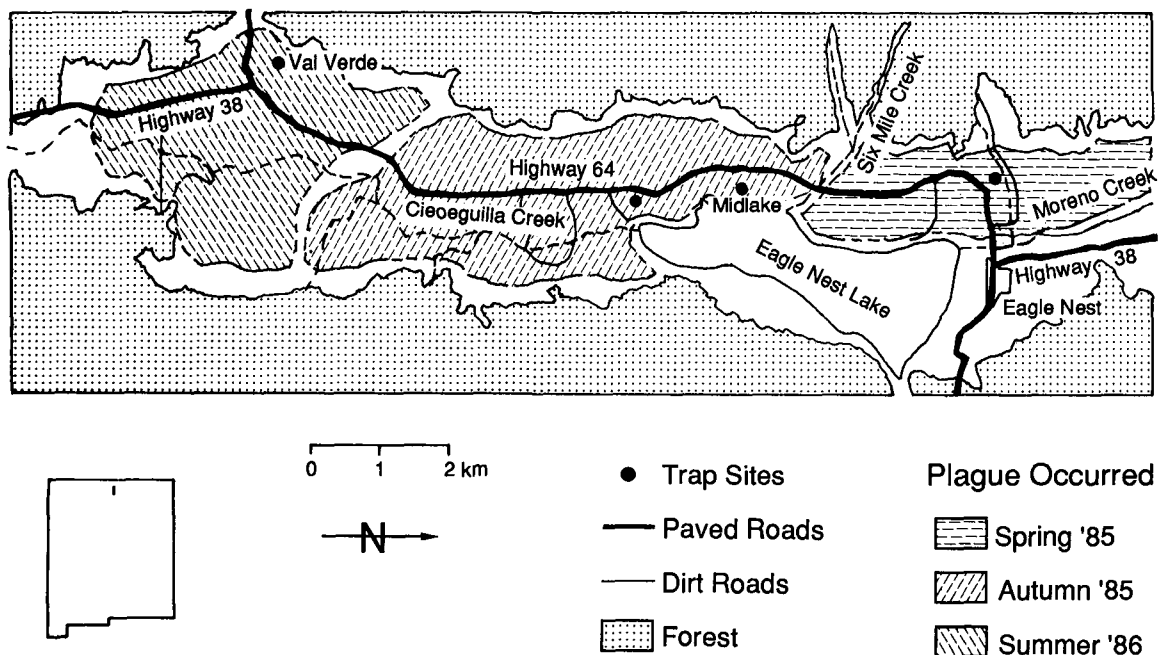 Val Verde
Highway 38
Highway 64
Cieoeguilla Creek
Midlake
Six Mile Creek
Moreno Creek
Eagle Nest Lake
Highway 38
Eagle Nest
0 1 2 km
N
Trap Sites
Paved Roads
Dirt Roads
Forest
Plague Occurred
Spring '85
Autumn '85
Summer '86